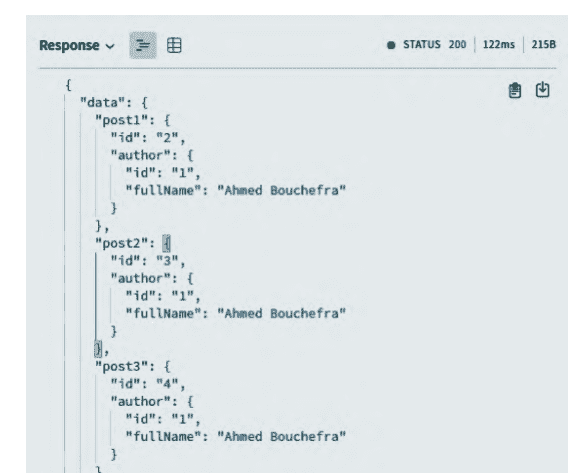 Response STATUS 200 122ms 215B
{
"data": {
"post1": {
"id": "2",
"author": {
"id": "1",
"fullName": "Ahmed Bouchefra"
}
},
"post2": {
"id": "3",
"author": {
"id": "1",
"fullName": "Ahmed Bouchefra"
}
},
"post3": {
"id": "4",
"author": {
"id": "1",
"fullName": "Ahmed Bouchefra"
}
}